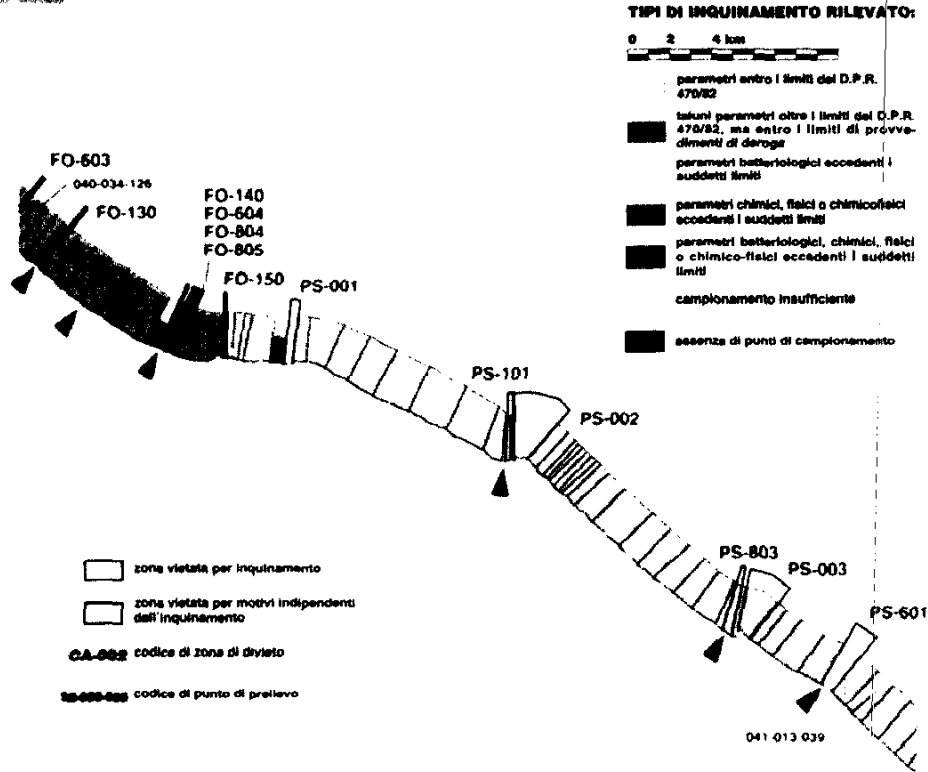 TIPI DI INQUINAMENTO RILEVATO:
0 2 4 km
parametri entro i limiti del D.P.R.
470/82
taluni parametri oltre i limiti del D.P.R.
470/82, ma entro i limiti di provve-
dimenti di deroga
parametri batteriologici eccedenti i
suddetti limiti
parametri chimici, fisici o chimicofisici
eccedenti i suddetti limiti
parametri batteriologici, chimici, fisici
o chimico-fisici eccedenti i suddetti
limiti
campionamento insufficiente
assenza di punti di campionamento
FO-603
040-034-126
FO-130
FO-140
FO-604
FO-804
FO-805
FO-150
PS-001
PS-101
PS-002
PS-803
PS-003
PS-601
041-013-039
zona vietata per inquinamento
zona vietata per motivi indipendenti
dall'inquinamento
CA-002 codice di zona di divieto
codice di punto di prelievo